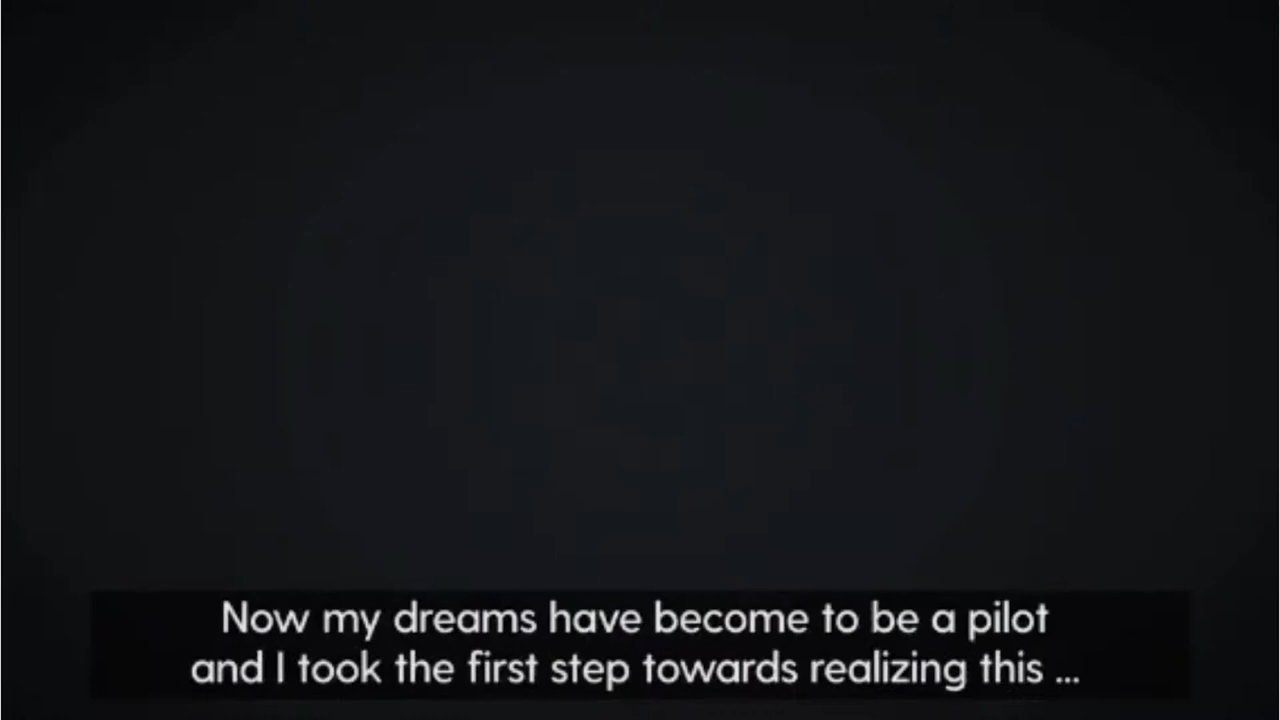 Now my dreams have become to be a pilot
and I took the first step towards realizing this ...